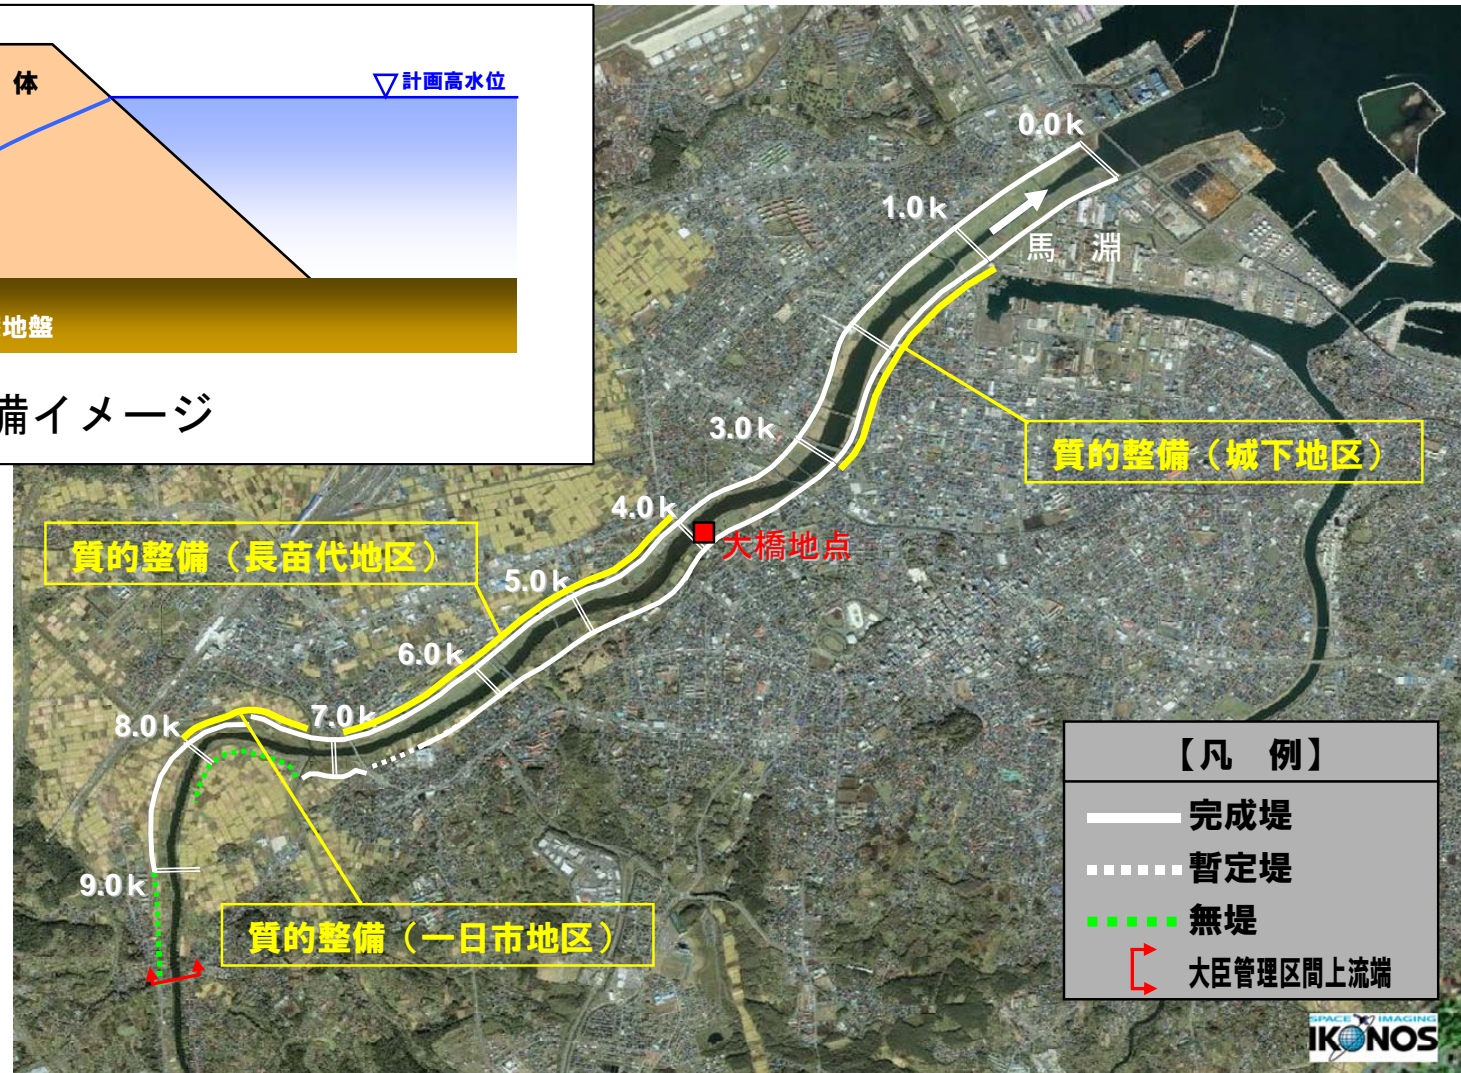 体
計画高水位
地盤
備イメージ
0.0k
1.0k
馬 淵
3.0k
質的整備（城下地区）
4.0k
大橋地点
質的整備（長苗代地区）
5.0k
6.0k
7.0k
8.0k
9.0k
質的整備（一日市地区）
【凡 例】
完成堤
暫定堤
無堤
大臣管理区間上流端
SPACE IMAGING
IKONOS